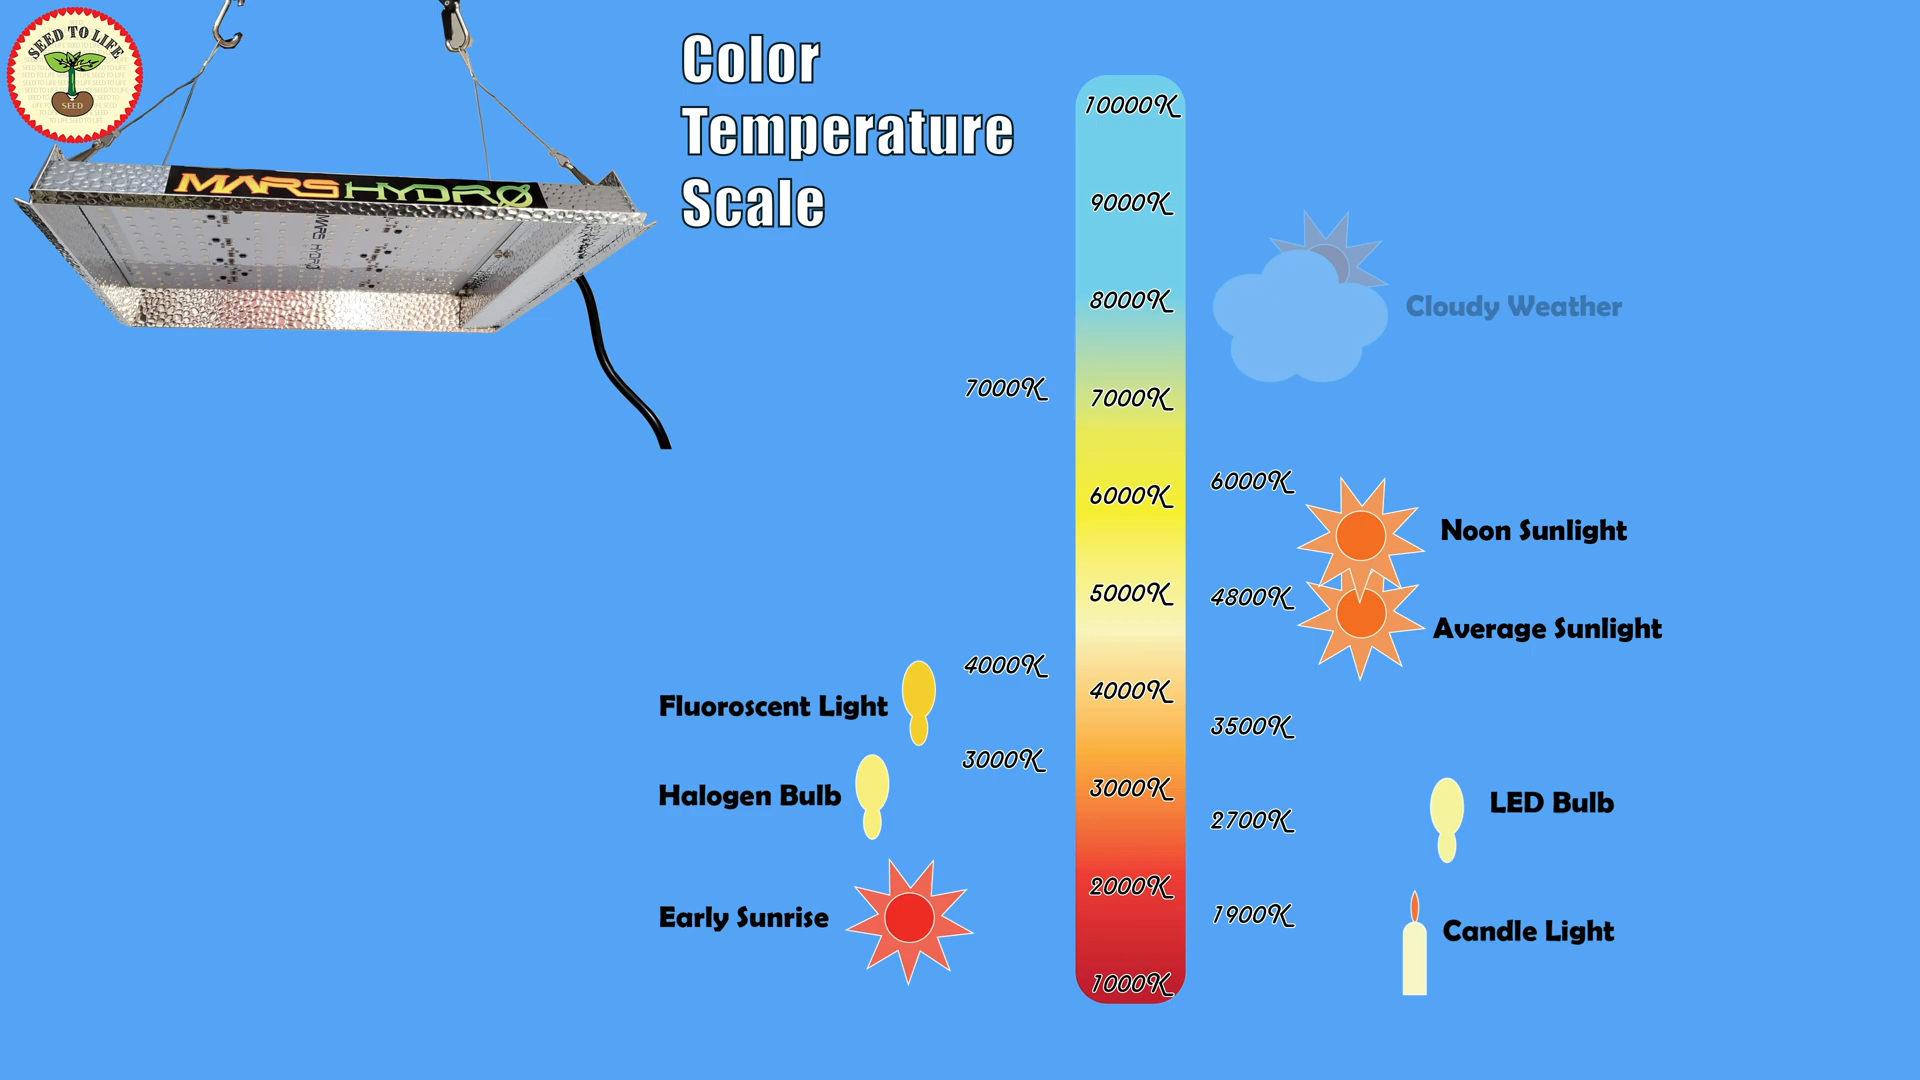 SEED TO LIFE
SEED
MARS HYDRO
MARS HYDRO
Color
Temperature
Scale
10000K
9000K
8000K
Cloudy Weather
7000K
7000K
6000K
6000K
Noon Sunlight
5000K
4800K
Average Sunlight
4000K
4000K
Fluoroscent Light
3500K
3000K
3000K
Halogen Bulb
LED Bulb
2700K
2000K
1900K
Early Sunrise
Candle Light
1000K